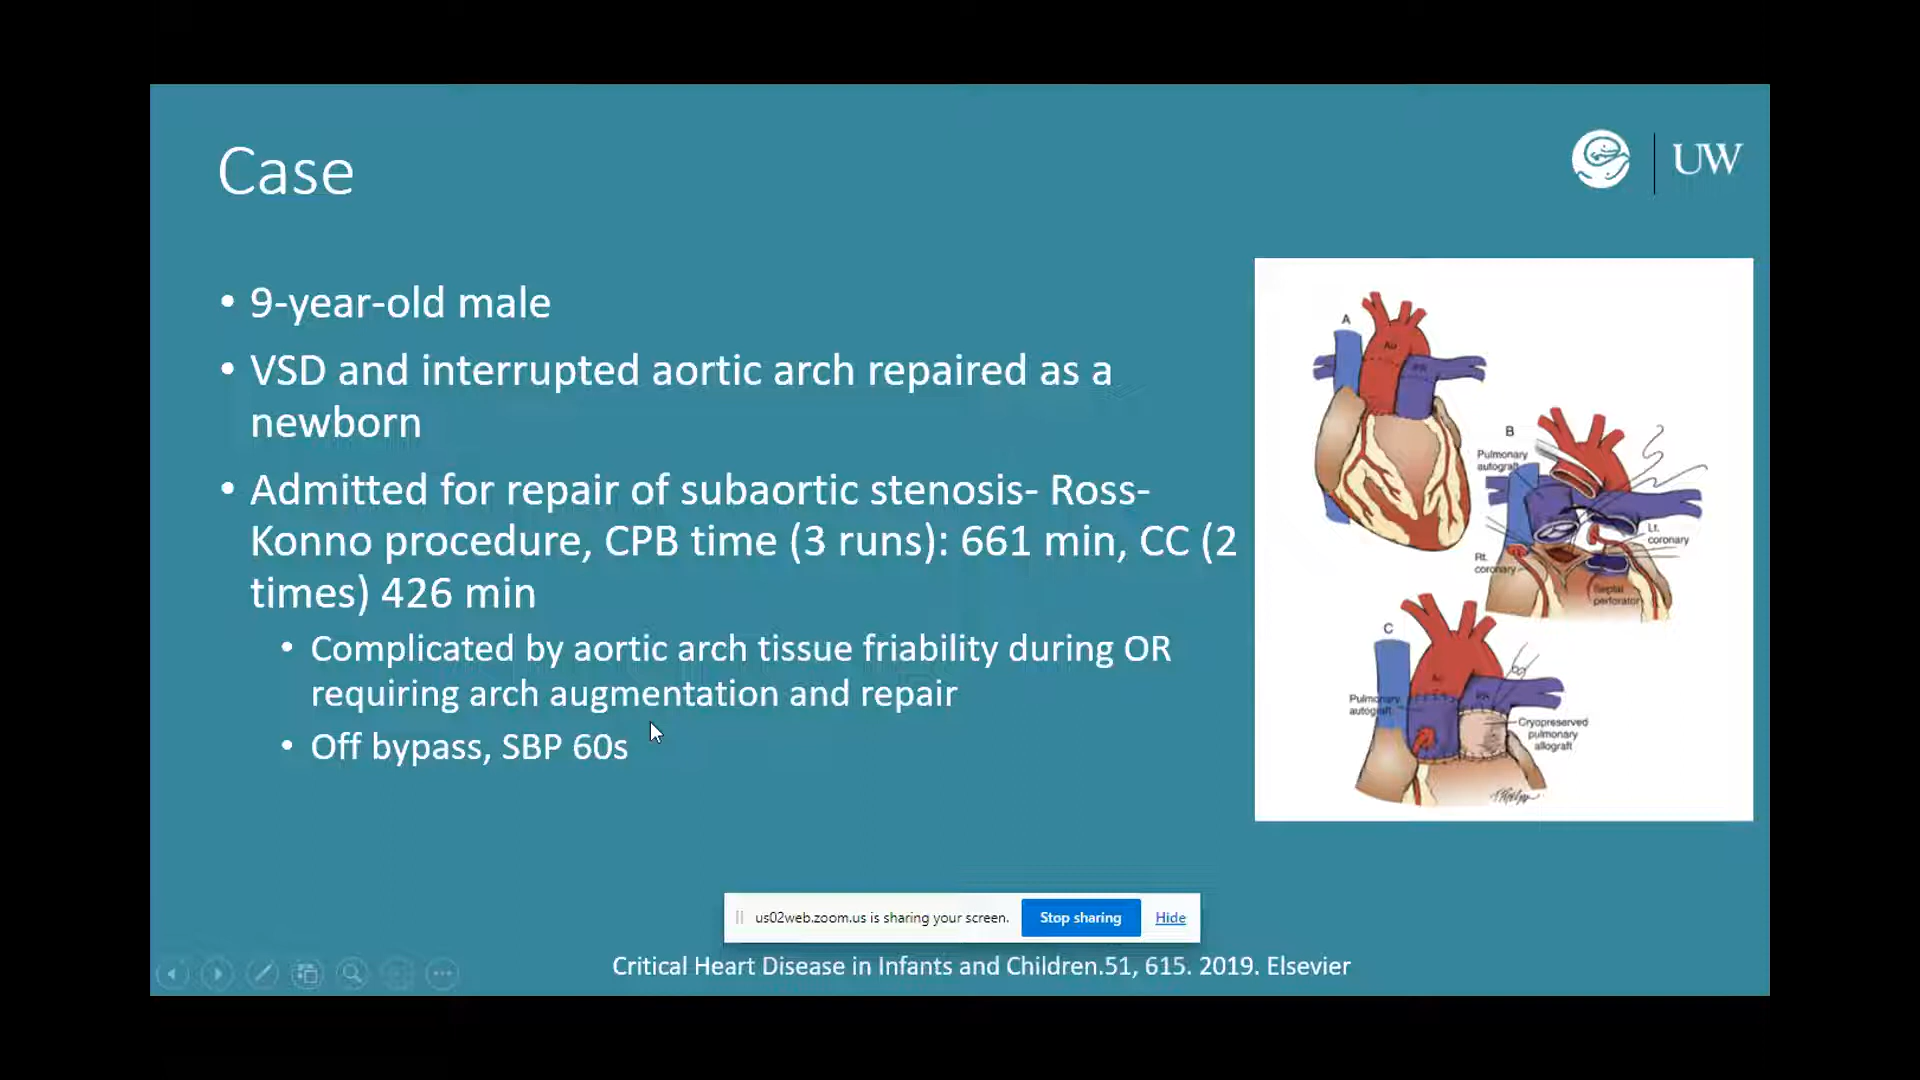 Case
UW
• 9-year-old male
• VSD and interrupted aortic arch repaired as a
newborn
• Admitted for repair of subaortic stenosis- Ross-
Konno procedure, CPB time (3 runs): 661 min, CC (2
times) 426 min
• Complicated by aortic arch tissue friability during OR
requiring arch augmentation and repair
• Off bypass, SBP 60s
A
Ao
PA
B
Pulmonary
autograft
Lt.
coronary
Rt.
coronary
Septal
perforator
C
Pulmonary
autograft
Cryopreserved
pulmonary
allograft
us02web.zoom.us is sharing your screen.
Stop sharing
Hide
Critical Heart Disease in Infants and Children.51, 615. 2019. Elsevier